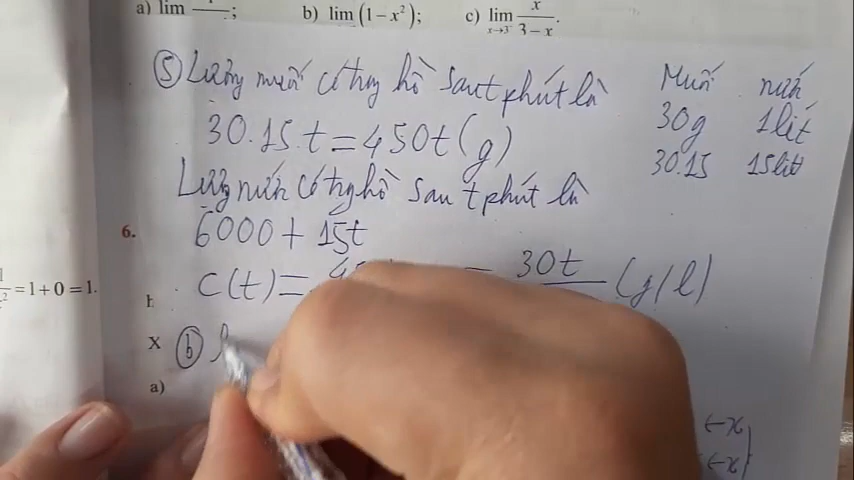 a) lim ;
b) lim (1 − x²);
c) lim x→3⁻ x / 3 − x .
⑤ Lượng muối có trong hồ sau t phút là
30.15.t = 450t (g)
Lượng nước có trong hồ sau t phút là
6000 + 15t
C(t) = = 30t (g/l)
Muối nước
30g 1 lít
30.15 15 lít
6.
= 1 + 0 = 1.
X
ⓑ
a)
←x
←x